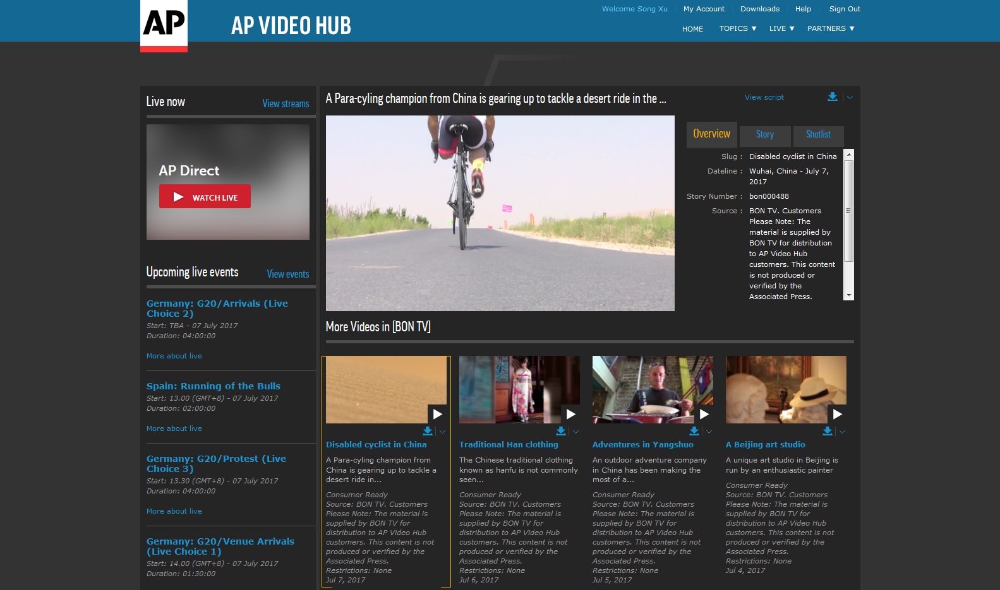 AP
AP VIDEO HUB
Welcome Song Xu
My Account
Downloads
Help
Sign Out
HOME
TOPICS ▼
LIVE ▼
PARTNERS ▼
Live now
View streams
AP Direct
WATCH LIVE
Upcoming live events
View events
Germany: G20/Arrivals (Live
Choice 2)
Start: TBA - 07 July 2017
Duration: 04:00:00
More about live
Spain: Running of the Bulls
Start: 13.00 (GMT+8) - 07 July 2017
Duration: 02:00:00
More about live
Germany: G20/Protest (Live
Choice 3)
Start: 13.30 (GMT+8) - 07 July 2017
Duration: 04:00:00
More about live
Germany: G20/Venue Arrivals
(Live Choice 1)
Start: 14.00 (GMT+8) - 07 July 2017
Duration: 01:30:00
A Para-cyling champion from China is gearing up to tackle a desert ride in the ...
View script
Overview
Story
Shotlist
Slug : Disabled cyclist in China
Dateline : Wuhai, China - July 7,
2017
Story Number : bon000488
Source : BON TV. Customers
Please Note: The
material is supplied by
BON TV for distribution
to AP Video Hub
customers. This content
is not produced or
verified by the
Associated Press.
More Videos in [BON TV]
Disabled cyclist in China
A Para-cyling champion from
China is gearing up to tackle a
desert ride in...
Consumer Ready
Source: BON TV. Customers
Please Note: The material is
supplied by BON TV for
distribution to AP Video Hub
customers. This content is not
produced or verified by the
Associated Press.
Restrictions: None
Jul 7, 2017
Traditional Han clothing
The Chinese traditional clothing
known as hanfu is not commonly
seen...
Consumer Ready
Source: BON TV. Customers
Please Note: The material is
supplied by BON TV for
distribution to AP Video Hub
customers. This content is not
produced or verified by the
Associated Press.
Restrictions: None
Jul 6, 2017
Adventures in Yangshuo
An outdoor adventure company
in China has been making the
most of a...
Consumer Ready
Source: BON TV. Customers
Please Note: The material is
supplied by BON TV for
distribution to AP Video Hub
customers. This content is not
produced or verified by the
Associated Press.
Restrictions: None
Jul 5, 2017
A Beijing art studio
A unique art studio in Beijing is
run by an enthusiastic painter
Consumer Ready
Source: BON TV. Customers
Please Note: The material is
supplied by BON TV for
distribution to AP Video Hub
customers. This content is not
produced or verified by the
Associated Press.
Restrictions: None
Jul 4, 2017